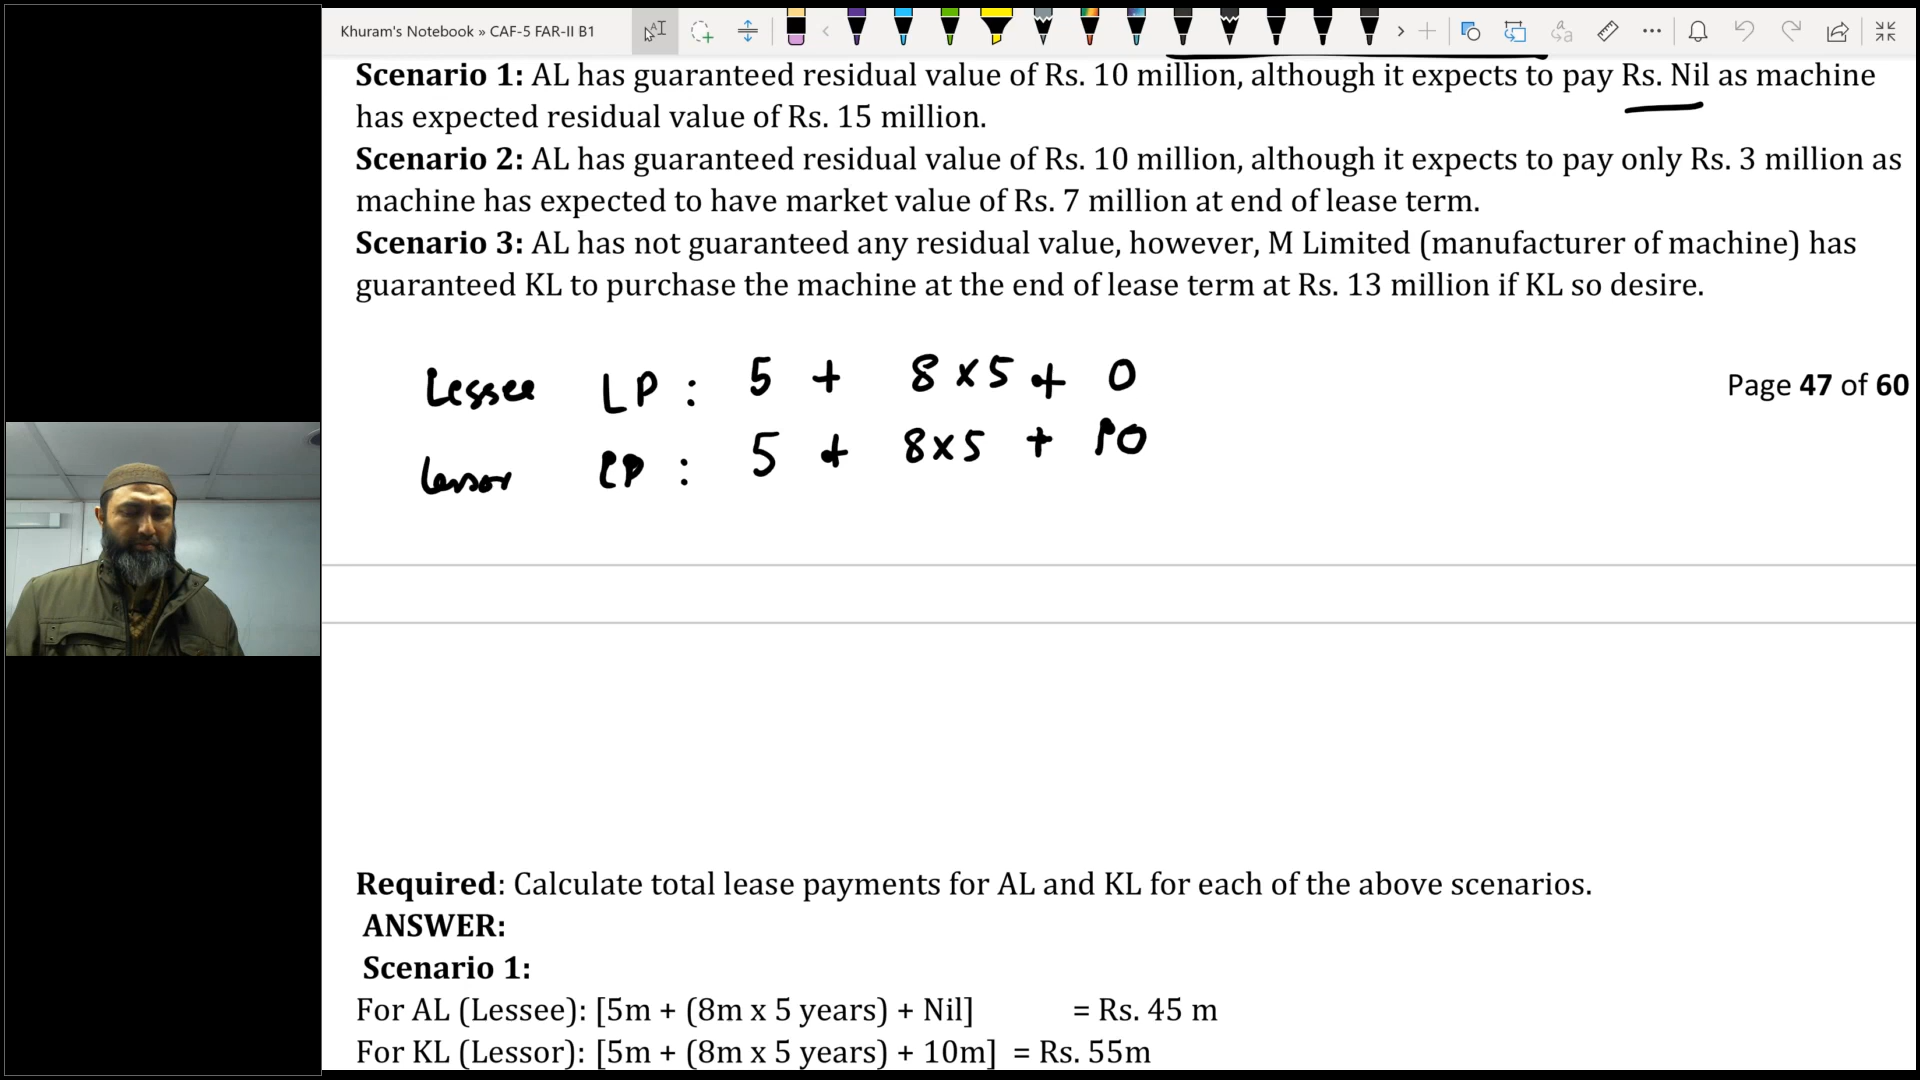 Khuram's Notebook » CAF-5 FAR-II B1
Scenario 1: AL has guaranteed residual value of Rs. 10 million, although it expects to pay Rs. Nil as machine
has expected residual value of Rs. 15 million.
Scenario 2: AL has guaranteed residual value of Rs. 10 million, although it expects to pay only Rs. 3 million as
machine has expected to have market value of Rs. 7 million at end of lease term.
Scenario 3: AL has not guaranteed any residual value, however, M Limited (manufacturer of machine) has
guaranteed KL to purchase the machine at the end of lease term at Rs. 13 million if KL so desire.
Lessee LP : 5 + 8 x 5 + 0
Page 47 of 60
Lessor LP : 5 + 8x5 + 10
Required: Calculate total lease payments for AL and KL for each of the above scenarios.
ANSWER:
Scenario 1:
For AL (Lessee): [5m + (8m x 5 years) + Nil] = Rs. 45 m
For KL (Lessor): [5m + (8m x 5 years) + 10m] = Rs. 55m